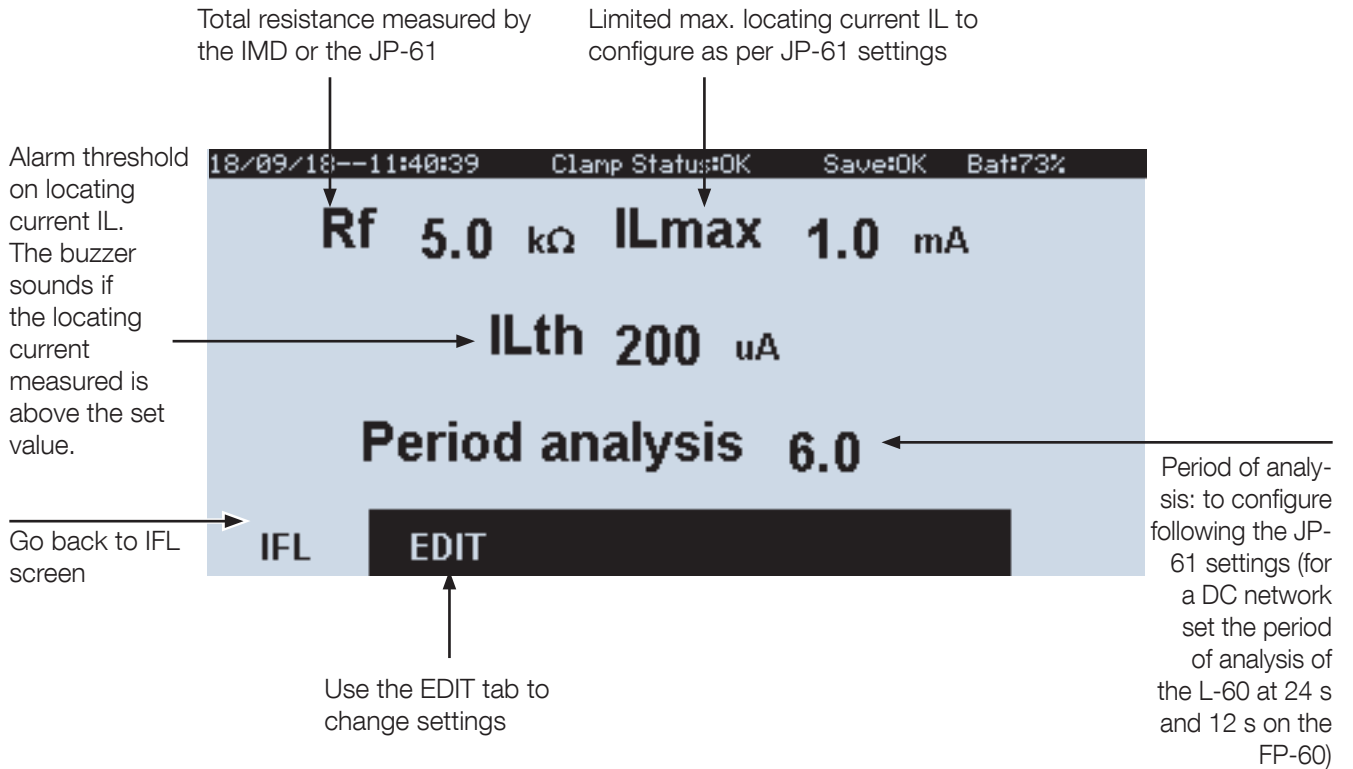 Total resistance measured by
the IMD or the JP-61
Limited max. locating current IL to
configure as per JP-61 settings
Alarm threshold
on locating
current IL.
The buzzer
sounds if
the locating
current
measured is
above the set
value.
18/09/18--11:40:39 Clamp Status:OK Save:OK Bat:73%
Rf 5.0 kΩ ILmax 1.0 mA
ILth 200 uA
Period analysis 6.0
Go back to IFL
screen
IFL EDIT
Use the EDIT tab to
change settings
Period of analy-
sis: to configure
following the JP-
61 settings (for
a DC network
set the period
of analysis of
the L-60 at 24 s
and 12 s on the
FP-60)